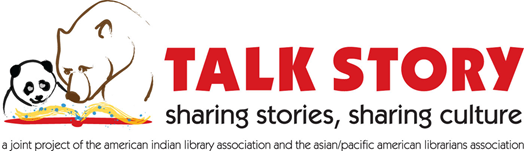 TALK STORY
sharing stories, sharing culture
a joint project of the american indian library association and the asian/pacific american librarians association